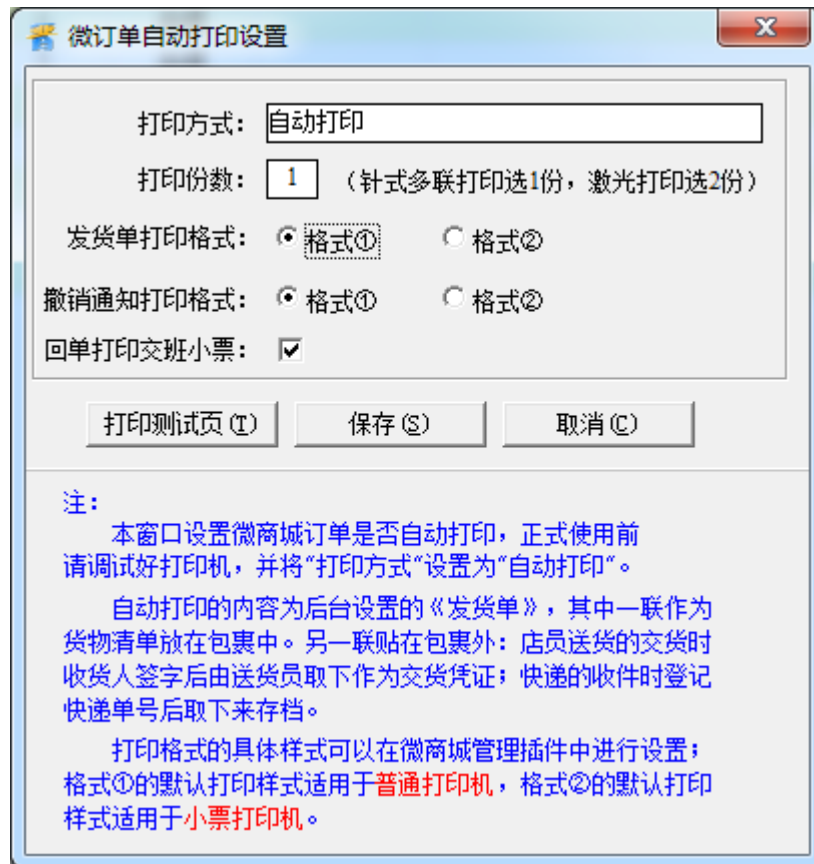 微订单自动打印设置
打印方式： 自动打印
打印份数： 1 （针式多联打印选1份，激光打印选2份）
发货单打印格式： 格式① 格式②
撤销通知打印格式： 格式① 格式②
回单打印交班小票：
打印测试页(T) 保存(S) 取消(C)
注：
本窗口设置微商城订单是否自动打印，正式使用前
请调试好打印机，并将“打印方式”设置为“自动打印”。
自动打印的内容为后台设置的《发货单》，其中一联作为
货物清单放在包裹中。另一联贴在包裹外：店员送货的交货时
收货人签字后由送货员取下作为交货凭证；快递的收件时登记
快递单号后取下来存档。
打印格式的具体样式可以在微商城管理插件中进行设置；
格式①的默认打印样式适用于普通打印机，格式②的默认打印
样式适用于小票打印机。